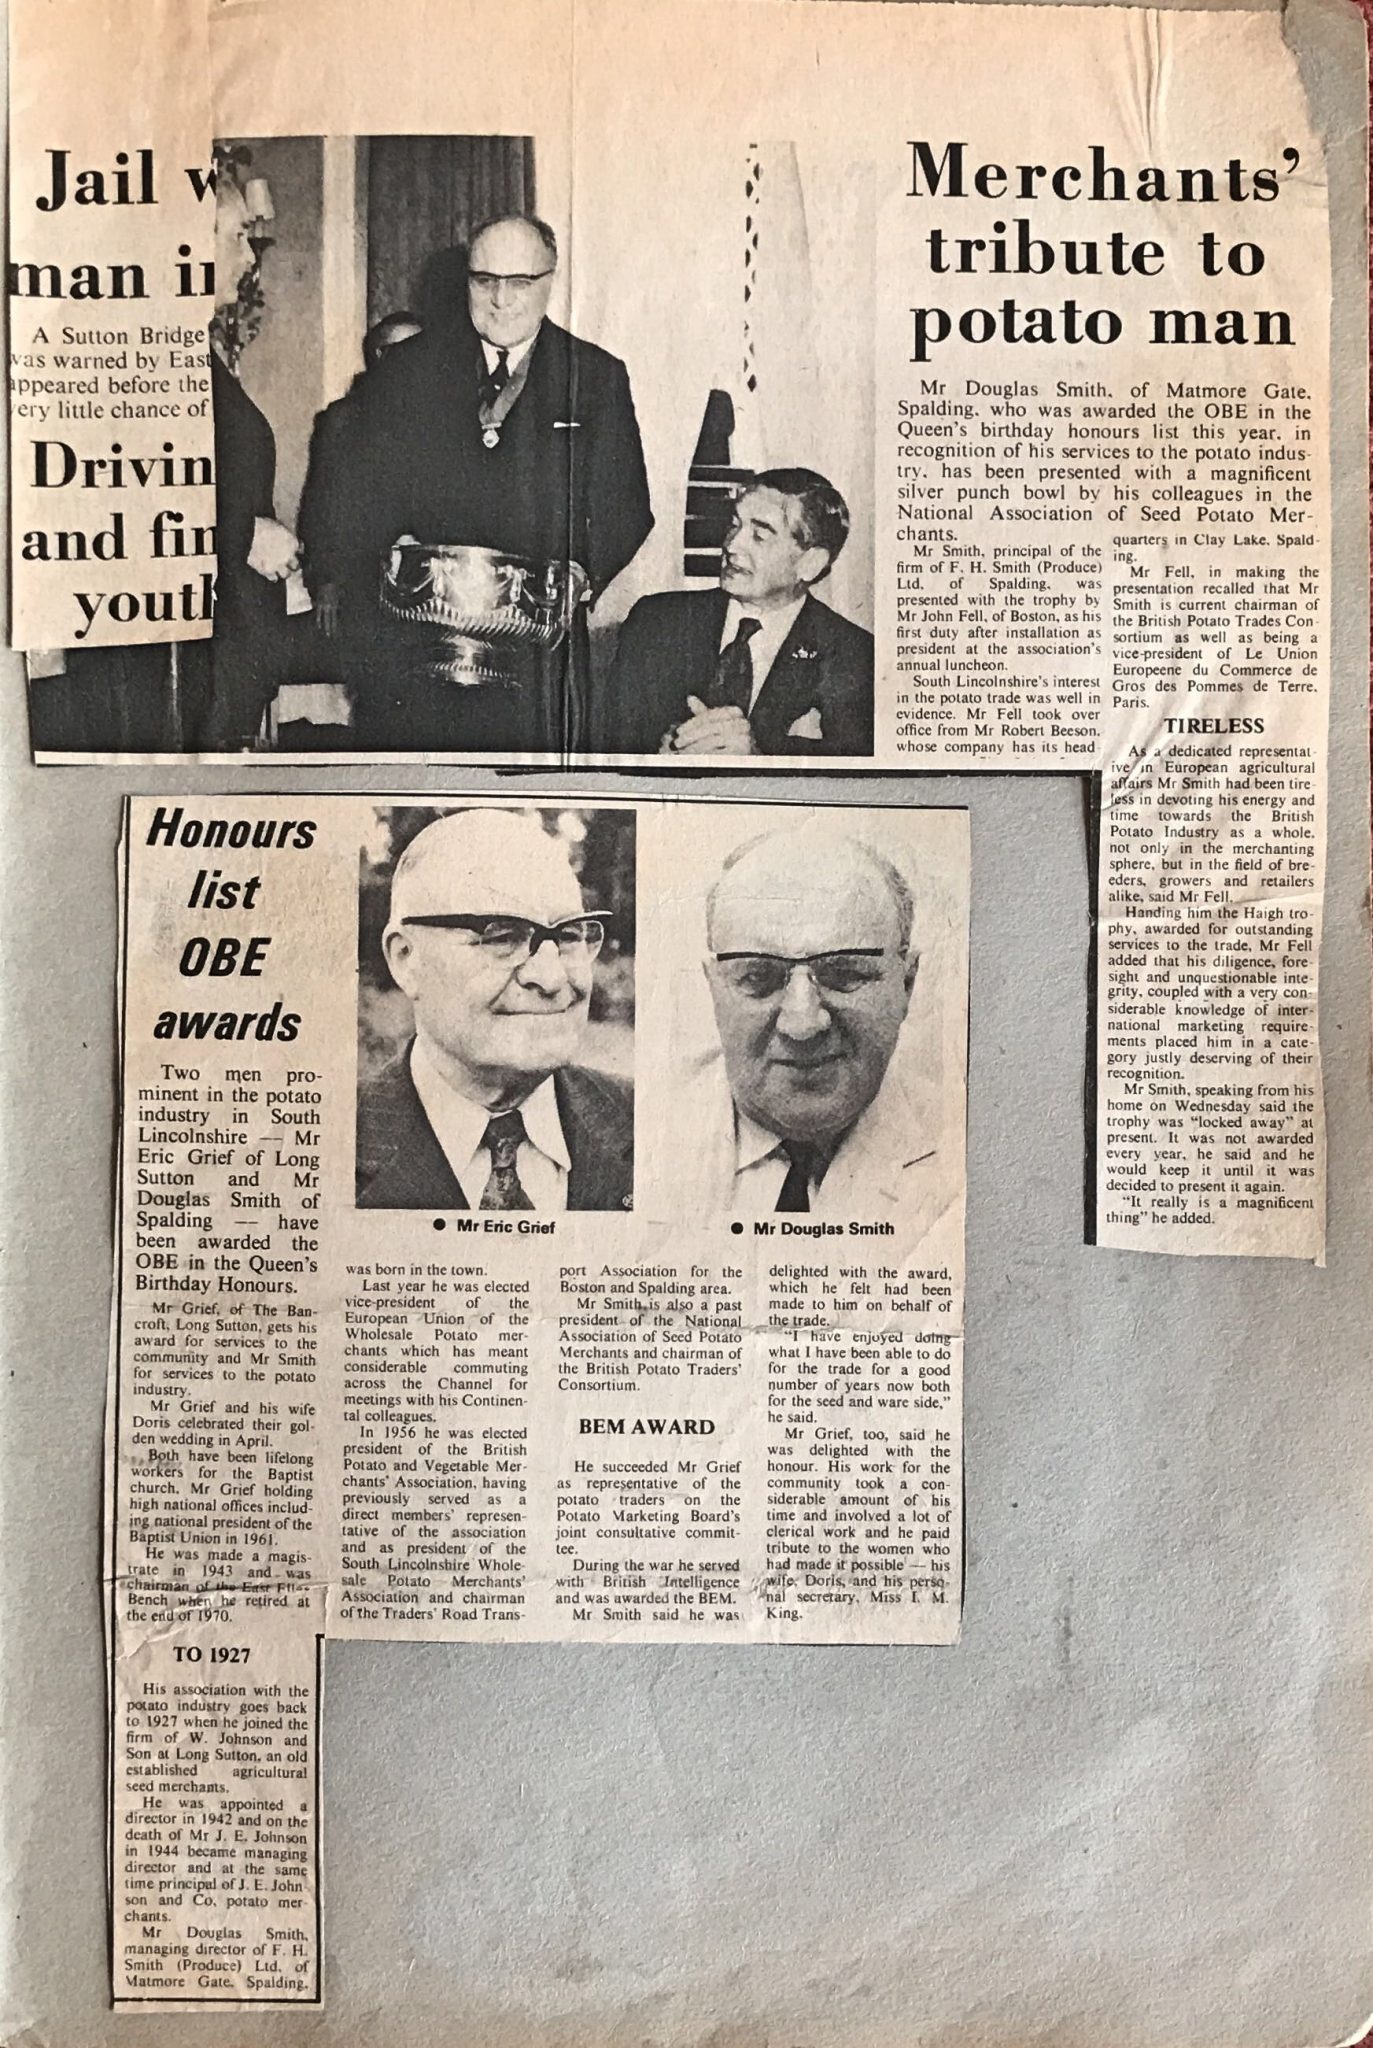 Jail w
man in
A Sutton Bridge
was warned by East
appeared before the
very little chance of
Drivin
and fin
yout
Merchants'
tribute to
potato man
Mr Douglas Smith, of Matmore Gate,
Spalding, who was awarded the OBE in the
Queen's birthday honours list this year, in
recognition of his services to the potato indus-
try, has been presented with a magnificent
silver punch bowl by his colleagues in the
National Association of Seed Potato Mer-
chants.
Mr Smith, principal of the
firm of F. H. Smith (Produce)
Ltd, of Spalding, was
presented with the trophy by
Mr John Fell, of Boston, as his
first duty after installation as
president at the association's
annual luncheon.
South Lincolnshire's interest
in the potato trade was well in
evidence. Mr Fell took over
office from Mr Robert Beeson,
whose company has its head-
quarters in Clay Lake, Spald-
ing.
Mr Fell, in making the
presentation recalled that Mr
Smith is current chairman of
the British Potato Trades Con-
sortium as well as being a
vice-president of Le Union
Europeene du Commerce de
Gros des Pommes de Terre,
Paris.
TIRELESS
As a dedicated representat-
ive in European agricultural
affairs Mr Smith had been tire-
less in devoting his energy and
time towards the British
Potato Industry as a whole,
not only in the merchanting
sphere, but in the field of bre-
eders, growers and retailers
alike, said Mr Fell.
Handing him the Haigh tro-
phy, awarded for outstanding
services to the trade, Mr Fell
added that his diligence, fore-
sight and unquestionable inte-
grity, coupled with a very con-
siderable knowledge of inter-
national marketing require-
ments placed him in a cate-
gory justly deserving of their
recognition.
Mr Smith, speaking from his
home on Wednesday said the
trophy was "locked away" at
present. It was not awarded
every year, he said and he
would keep it until it was
decided to present it again.
"It really is a magnificent
thing" he added.
Honours
list
OBE
awards
Two men pro-
minent in the potato
industry in South
Lincolnshire — Mr
Eric Grief of Long
Sutton and Mr
Douglas Smith of
Spalding — have
been awarded the
OBE in the Queen's
Birthday Honours.
Mr Grief, of The Ban-
croft, Long Sutton, gets his
award for services to the
community and Mr Smith
for services to the potato
industry.
Mr Grief and his wife
Doris celebrated their gol-
den wedding in April.
Both have been lifelong
workers for the Baptist
church, Mr Grief holding
high national offices includ-
ing national president of the
Baptist Union in 1961.
He was made a magis-
trate in 1943 and was
chairman of the East Elloe
Bench when he retired at
the end of 1970.
TO 1927
His association with the
potato industry goes back
to 1927 when he joined the
firm of W. Johnson and
Son at Long Sutton, an old
established agricultural
seed merchants.
He was appointed a
director in 1942 and on the
death of Mr J. E. Johnson
in 1944 became managing
director and at the same
time principal of J. E. John-
son and Co, potato mer-
chants.
Mr Douglas Smith,
managing director of F. H.
Smith (Produce) Ltd, of
Matmore Gate, Spalding,
● Mr Eric Grief
● Mr Douglas Smith
was born in the town.
Last year he was elected
vice-president of the
European Union of the
Wholesale Potato mer-
chants which has meant
considerable commuting
across the Channel for
meetings with his Continen-
tal colleagues.
In 1956 he was elected
president of the British
Potato and Vegetable Mer-
chants' Association, having
previously served as a
direct members' represen-
tative of the association
and as president of the
South Lincolnshire Whole-
sale Potato Merchants'
Association and chairman
of the Traders' Road Trans-
port Association for the
Boston and Spalding area.
Mr Smith is also a past
president of the National
Association of Seed Potato
Merchants and chairman of
the British Potato Traders'
Consortium.
BEM AWARD
He succeeded Mr Grief
as representative of the
potato traders on the
Potato Marketing Board's
joint consultative commit-
tee.
During the war he served
with British Intelligence
and was awarded the BEM.
Mr Smith said he was
delighted with the award,
which he felt had been
made to him on behalf of
the trade.
"I have enjoyed doing
what I have been able to do
for the trade for a good
number of years now both
for the seed and ware side,"
he said.
Mr Grief, too, said he
was delighted with the
honour. His work for the
community took a con-
siderable amount of his
time and involved a lot of
clerical work and he paid
tribute to the women who
had made it possible — his
wife, Doris, and his perso-
nal secretary, Miss I. M.
King.